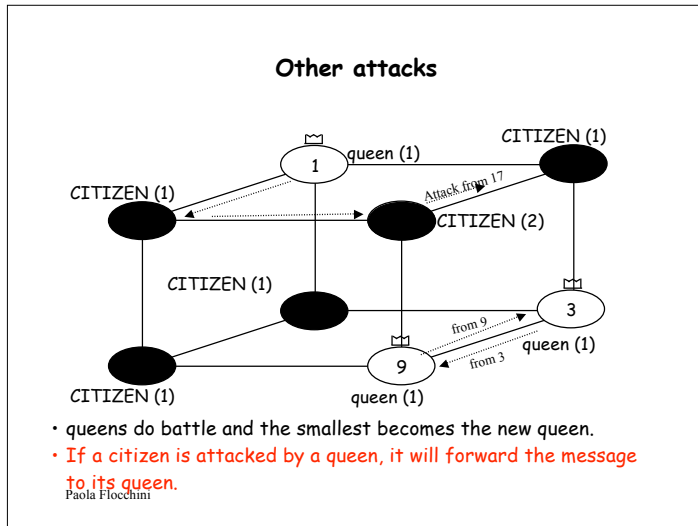 Other attacks
CITIZEN (1)
1
queen (1)
Attack from 17
CITIZEN (1)
CITIZEN (2)
CITIZEN (1)
3
from 9
queen (1)
from 3
9
CITIZEN (1)
queen (1)
• queens do battle and the smallest becomes the new queen.
• If a citizen is attacked by a queen, it will forward the message
to its queen.
Paola Flocchini